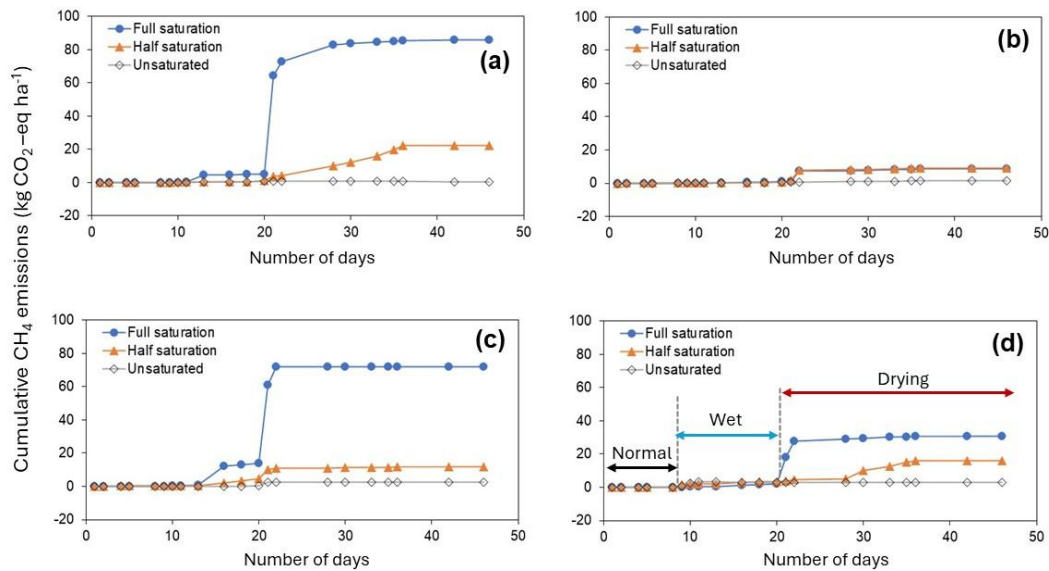 Cumulative CH₄ emissions (kg CO₂–eq ha⁻¹)
100
80
60
40
20
0
-20
Full saturation
Half saturation
Unsaturated
(a)
0 10 20 30 40 50
Number of days
100
80
60
40
20
0
-20
Full saturation
Half saturation
Unsaturated
(b)
0 10 20 30 40 50
Number of days
100
80
60
40
20
0
-20
Full saturation
Half saturation
Unsaturated
(c)
0 10 20 30 40 50
Number of days
100
80
60
40
20
0
-20
Full saturation
Half saturation
Unsaturated
(d)
Drying
Wet
Normal
0 10 20 30 40 50
Number of days